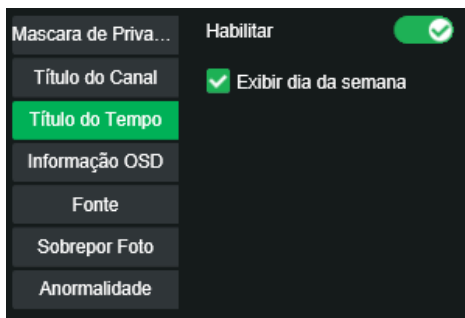 Mascara de Priva...
Habilitar
Título do Canal
Exibir dia da semana
Título do Tempo
Informação OSD
Fonte
Sobrepor Foto
Anormalidade